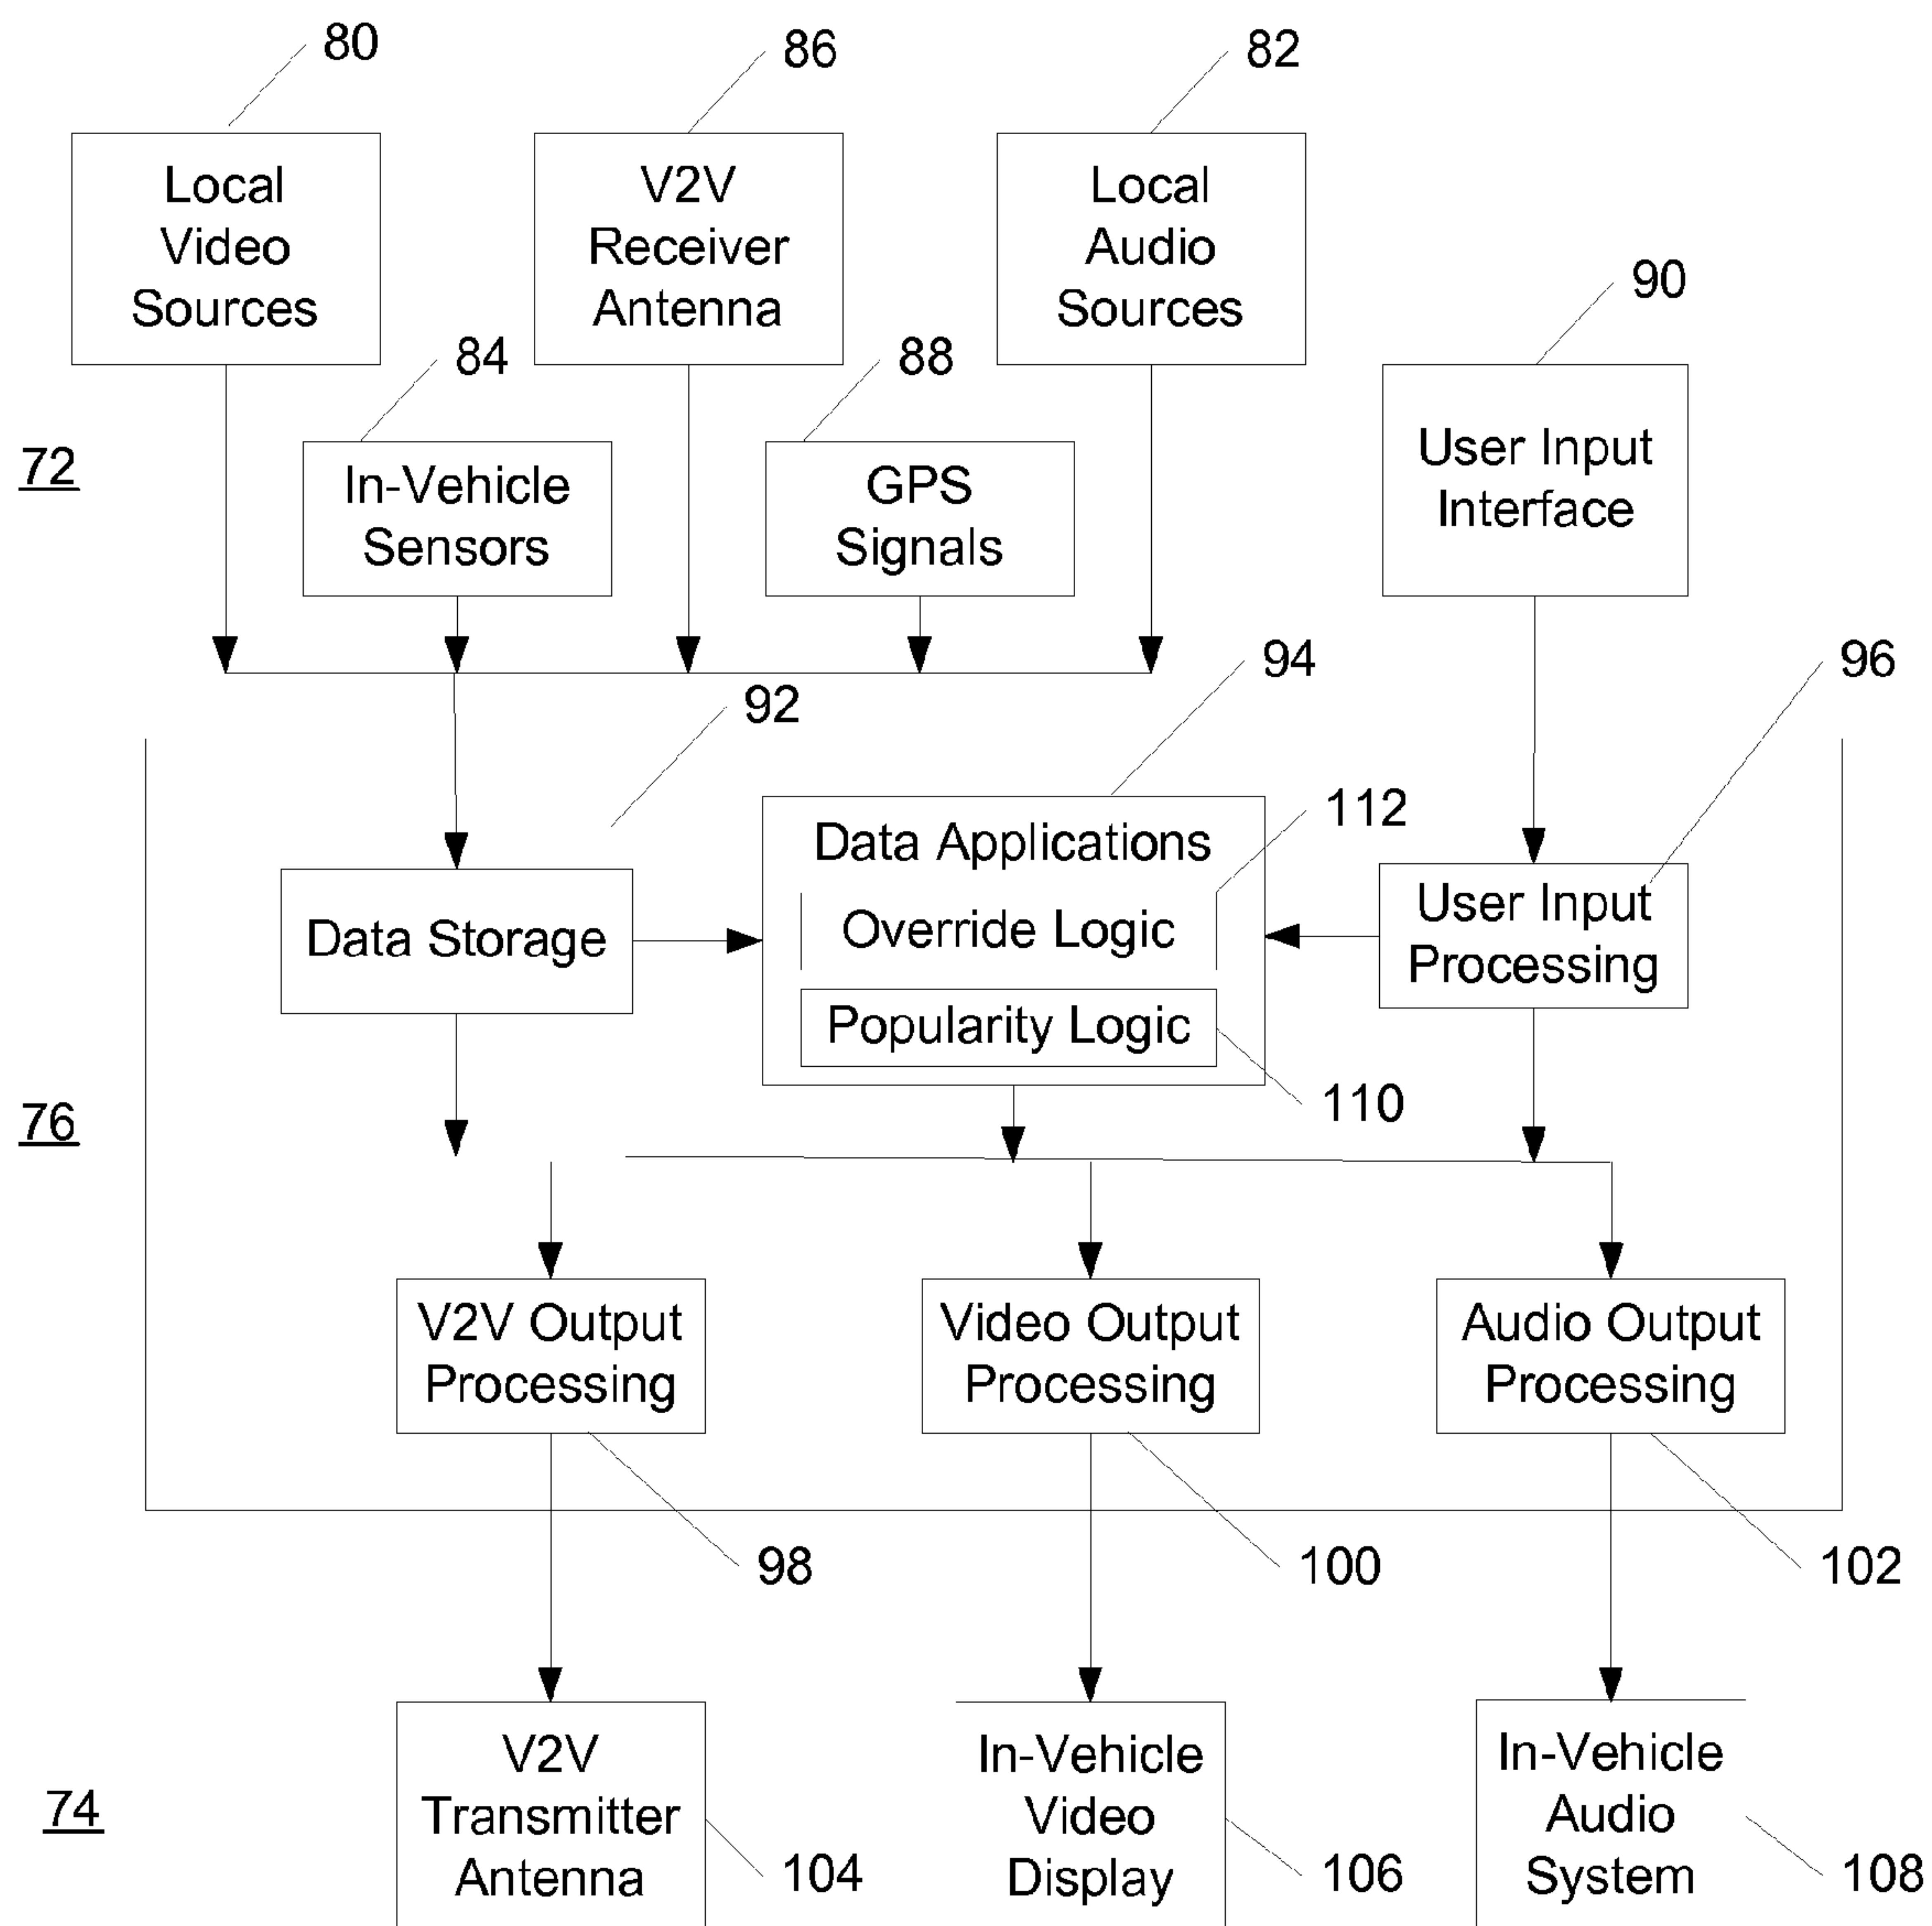 80
86
82
Local
Video
Sources
V2V
Receiver
Antenna
Local
Audio
Sources
90
84
88
72
In-Vehicle
Sensors
GPS
Signals
User Input
Interface
94
96
92
112
Data Applications
Override Logic
Popularity Logic
Data Storage
User Input
Processing
110
76
V2V Output
Processing
Video Output
Processing
Audio Output
Processing
98
100
102
74
V2V
Transmitter
Antenna
104
In-Vehicle
Video
Display
106
In-Vehicle
Audio
System
108